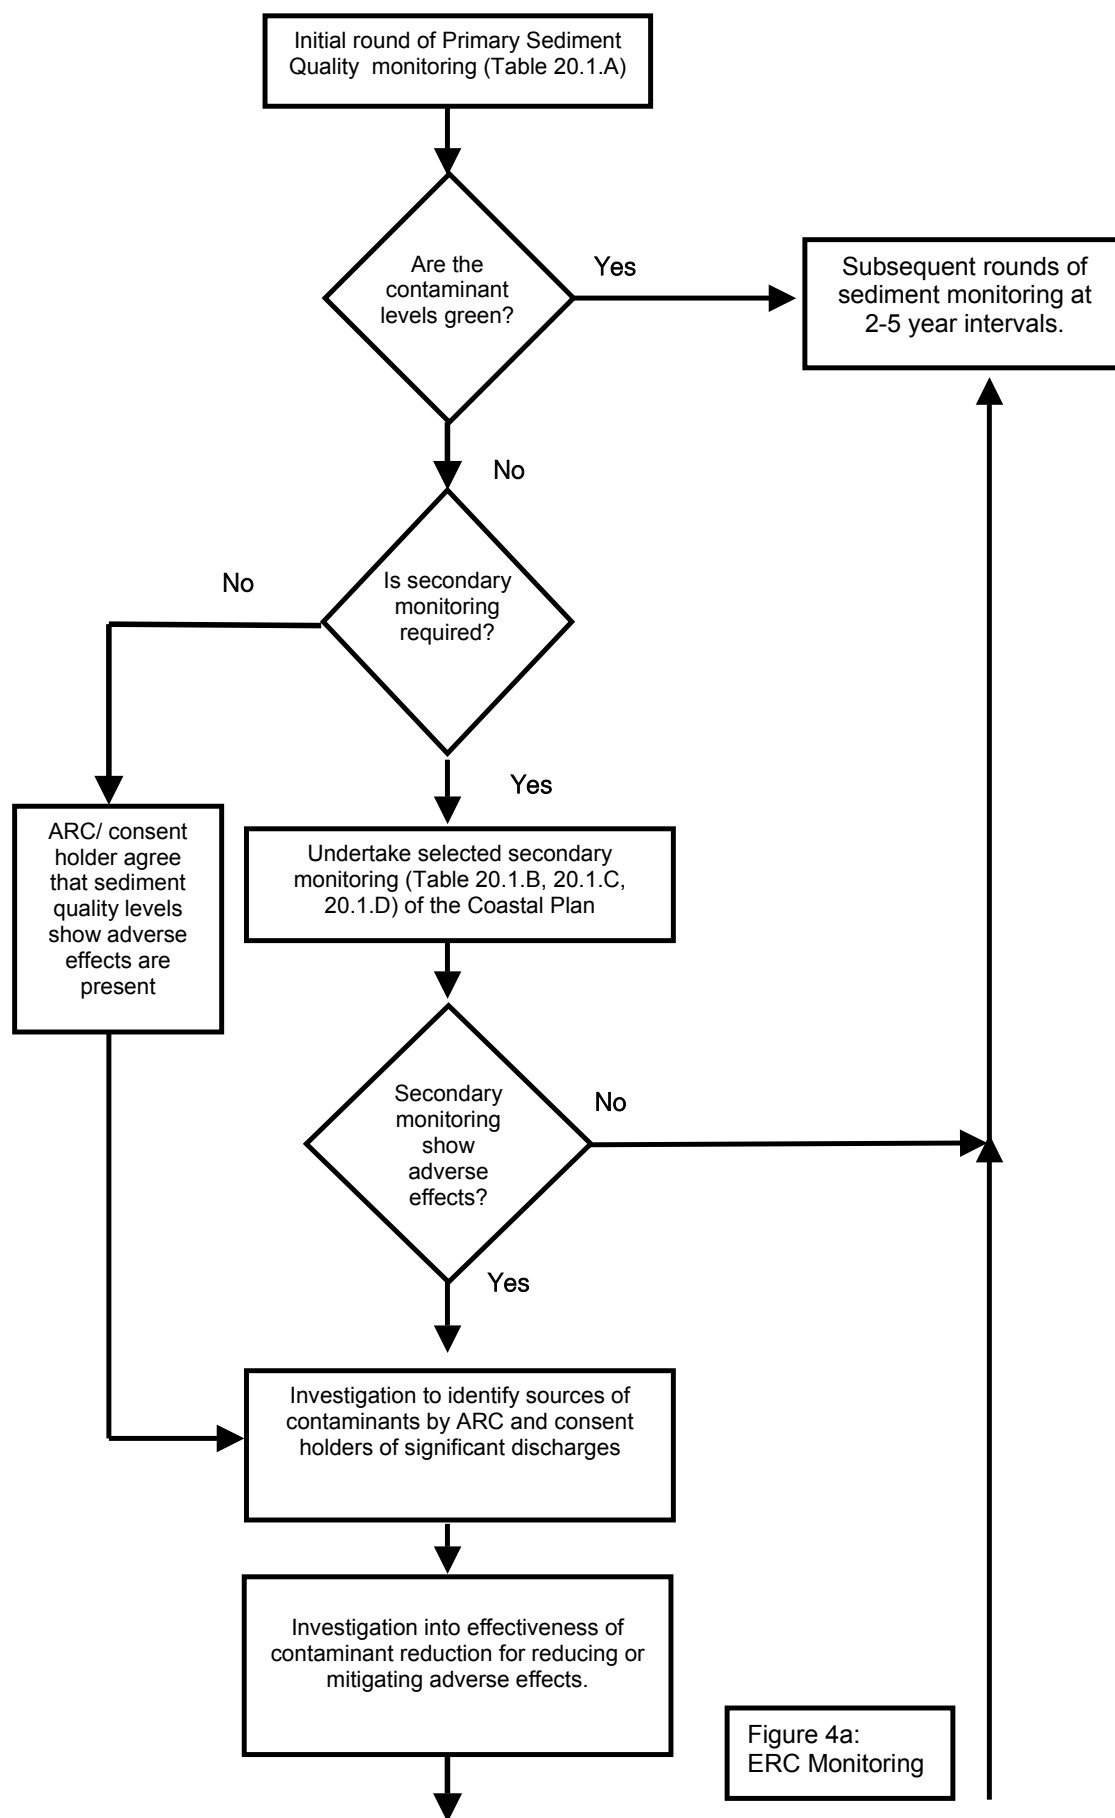 Initial round of Primary Sediment
Quality monitoring (Table 20.1.A)
Are the
contaminant
levels green?
Yes
Subsequent rounds of
sediment monitoring at
2-5 year intervals.
No
Is secondary
monitoring
required?
No
Yes
ARC/ consent
holder agree
that sediment
quality levels
show adverse
effects are
present
Undertake selected secondary
monitoring (Table 20.1.B, 20.1.C,
20.1.D) of the Coastal Plan
Secondary
monitoring
show
adverse
effects?
No
Yes
Investigation to identify sources of
contaminants by ARC and consent
holders of significant discharges
Investigation into effectiveness of
contaminant reduction for reducing or
mitigating adverse effects.
Figure 4a:
ERC Monitoring